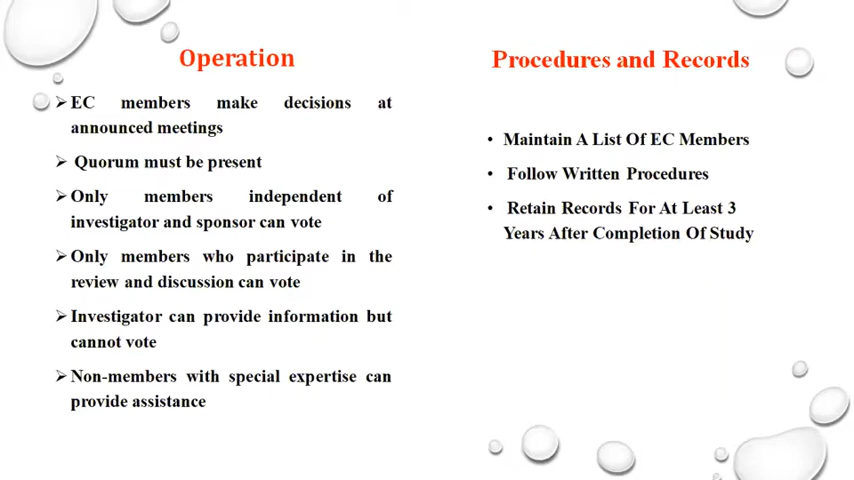 Operation
➢EC members make decisions at
announced meetings
➢ Quorum must be present
➢Only members independent of
investigator and sponsor can vote
➢Only members who participate in the
review and discussion can vote
➢Investigator can provide information but
cannot vote
➢Non-members with special expertise can
provide assistance
Procedures and Records
• Maintain A List Of EC Members
• Follow Written Procedures
• Retain Records For At Least 3
Years After Completion Of Study